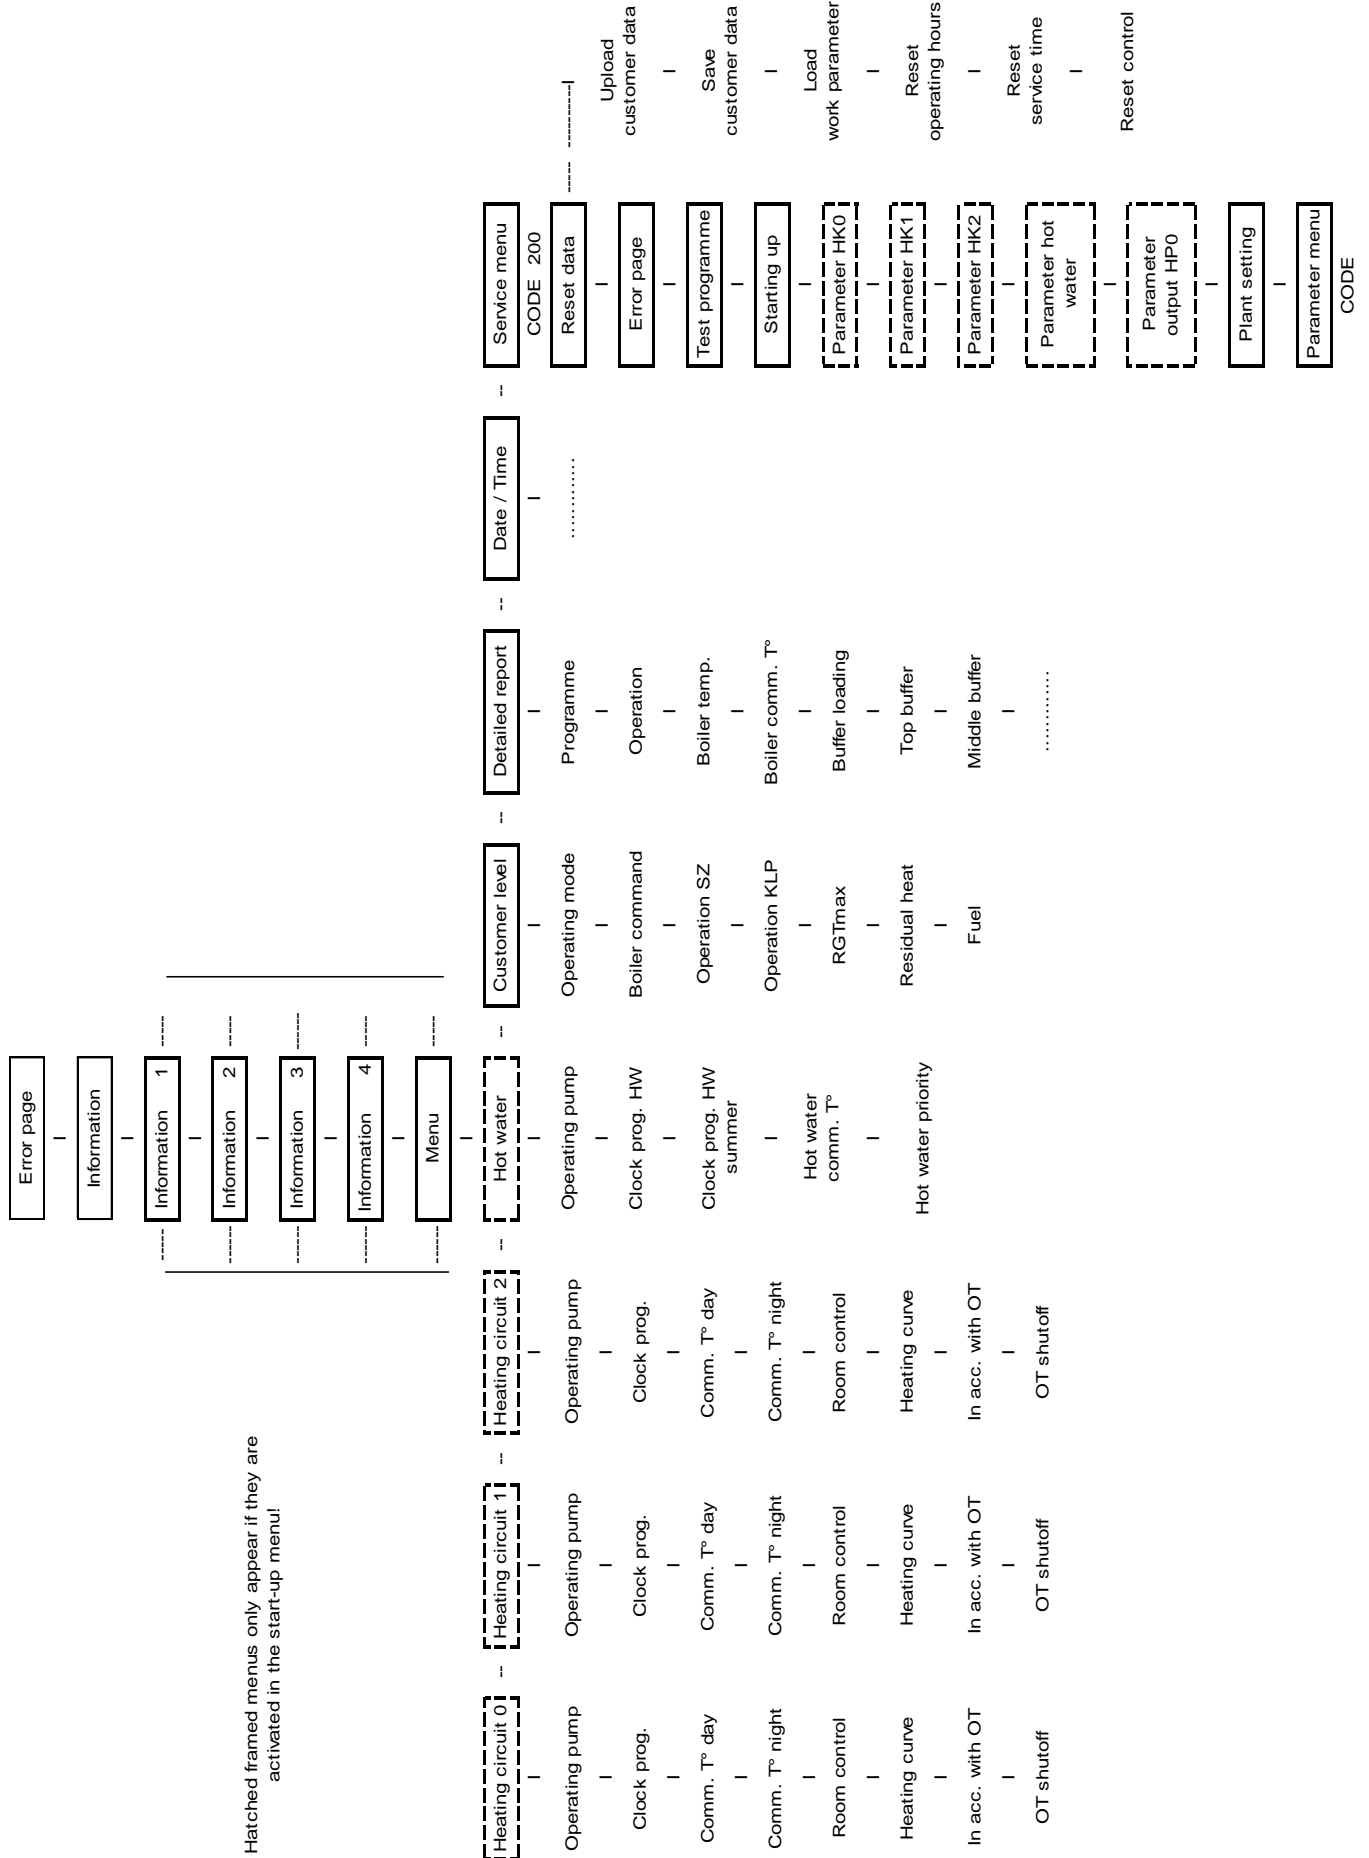 Error page
Information
Information 1
Information 2
Information 3
Information 4
Menu
Hatched framed menus only appear if they are
activated in the start-up menu!
Heating circuit 0
Operating pump
Clock prog.
Comm. T° day
Comm. T° night
Room control
Heating curve
In acc. with OT
OT shutoff
Heating circuit 1
Operating pump
Clock prog.
Comm. T° day
Comm. T° night
Room control
Heating curve
In acc. with OT
OT shutoff
Heating circuit 2
Operating pump
Clock prog.
Comm. T° day
Comm. T° night
Room control
Heating curve
In acc. with OT
OT shutoff
Hot water
Operating pump
Clock prog. HW
Clock prog. HW
summer
Hot water
comm. T°
Hot water priority
Customer level
Operating mode
Boiler command
Operation SZ
Operation KLP
RGTmax
Residual heat
Fuel
Detailed report
Programme
Operation
Boiler temp.
Boiler comm. T°
Buffer loading
Top buffer
Middle buffer
.............
Date / Time
.............
Service menu
CODE 200
Reset data
Error page
Test programme
Starting up
Parameter HK0
Parameter HK1
Parameter HK2
Parameter hot
water
Parameter
output HP0
Plant setting
Parameter menu
CODE
Upload
customer data
Save
customer data
Load
work parameter
Reset
operating hours
Reset
service time
Reset control